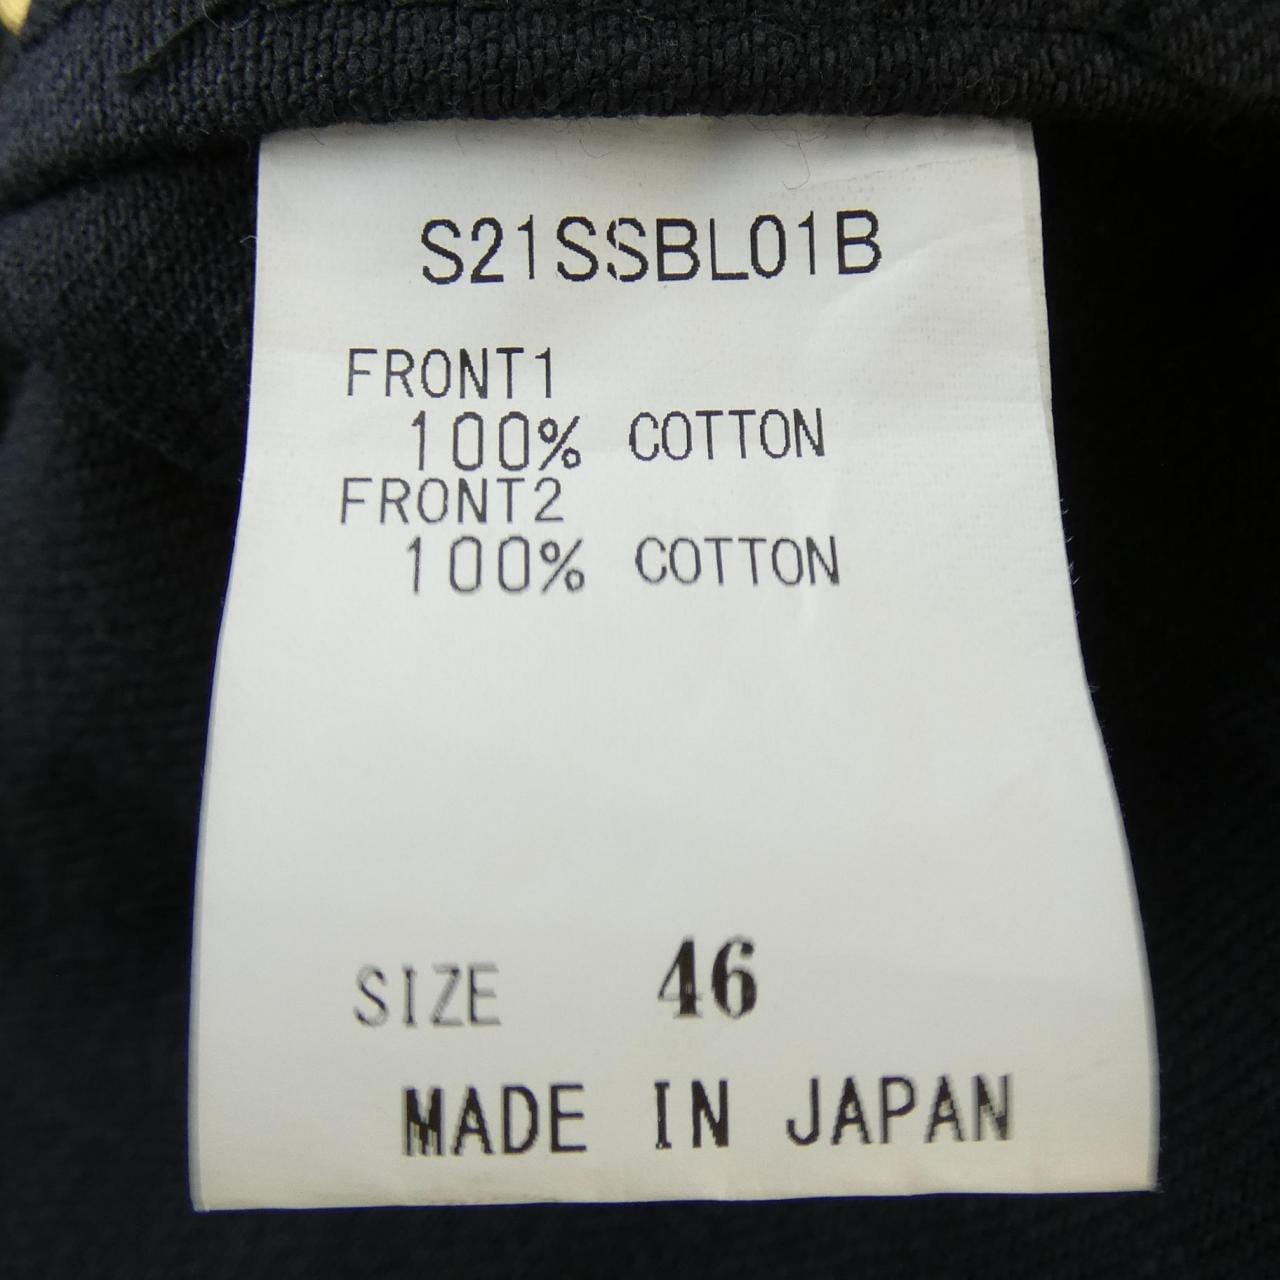 S21SSBL01B
FRONT1
100% COTTON
FRONT2
100% COTTON
SIZE 46
MADE IN JAPAN